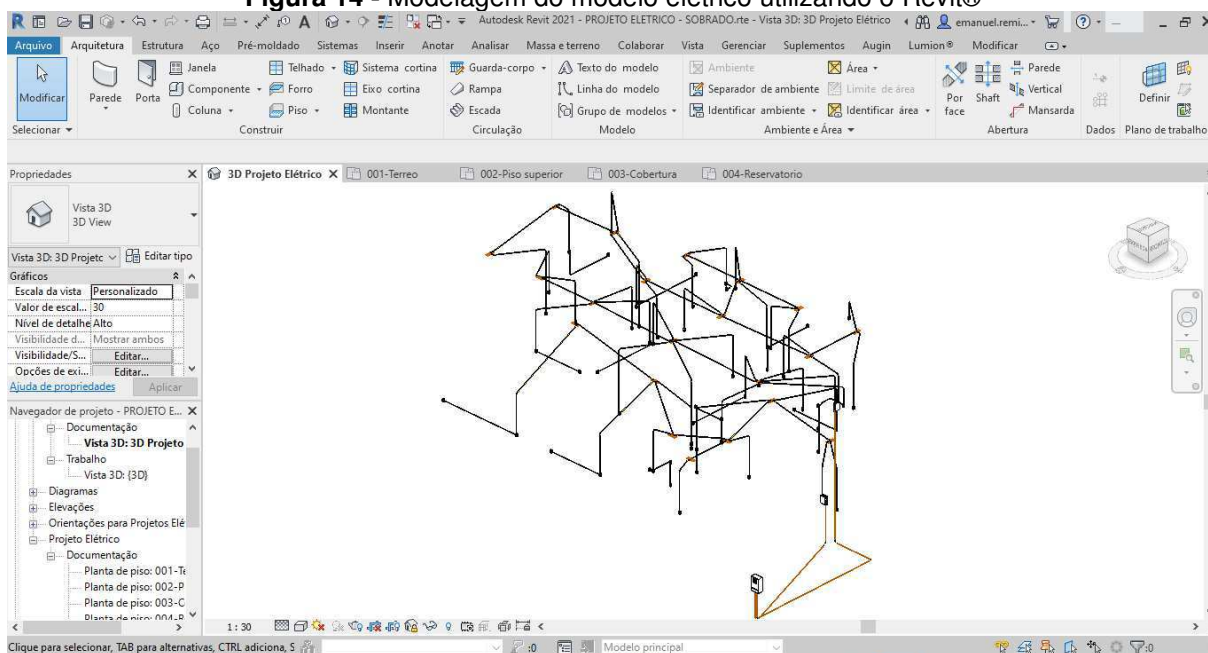 Figura 14 - Modelagem do modelo elétrico utilizando o Revit®
Autodesk Revit 2021 - PROJETO ELETRICO - SOBRADO.rte - Vista 3D: 3D Projeto Elétrico emanuel.remi...
Arquivo Arquitetura Estrutura Aço Pré-moldado Sistemas Inserir Anotar Analisar Massa e terreno Colaborar Vista Gerenciar Suplementos Augin Lumion® Modificar
Janela Telhado Sistema cortina Guarda-corpo Texto do modelo Ambiente Área Parede
Modificar Parede Porta Componente Forro Eixo cortina Rampa Linha do modelo Separador de ambiente Limite de área Por face Shaft Vertical Definir
Coluna Piso Montante Escada Grupo de modelos Identificar ambiente Identificar área Mansarda
Selecionar Construir Circulação Modelo Ambiente e Área Abertura Dados Plano de trabalho
Propriedades 3D Projeto Elétrico 001-Terreo 002-Piso superior 003-Cobertura 004-Reservatorio
Vista 3D
3D View
Vista 3D: 3D Projetc Editar tipo
Gráficos
Escala da vista Personalizado
Valor de escal... 30
Nível de detalhe Alto
Visibilidade d... Mostrar ambos
Visibilidade/S... Editar...
Opções de exi... Editar...
Ajuda de propriedades Aplicar
Navegador de projeto - PROJETO E...
Documentação
Vista 3D: 3D Projeto
Trabalho
Vista 3D: {3D}
Diagramas
Elevações
Orientações para Projetos Elé
Projeto Elétrico
Documentação
Planta de piso: 001-Te
Planta de piso: 002-P
Planta de piso: 003-C
Planta de piso: 004-R
1 : 30
Clique para selecionar, TAB para alternativas, CTRL adiciona, S :0 Modelo principal :0